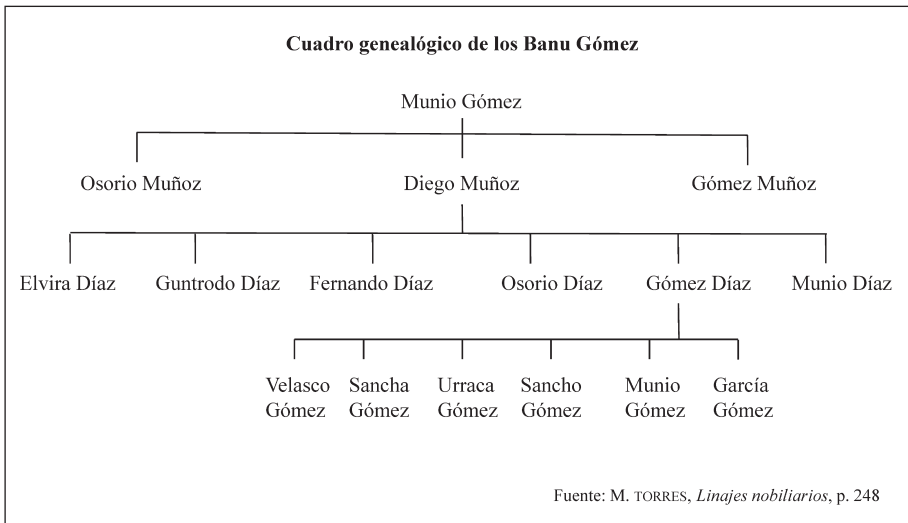 Cuadro genealógico de los Banu Gómez
Munio Gómez
Osorio Muñoz Diego Muñoz Gómez Muñoz
Elvira Díaz Guntrodo Díaz Fernando Díaz Osorio Díaz Gómez Díaz Munio Díaz
Velasco Sancha Urraca Sancho Munio García
Gómez Gómez Gómez Gómez Gómez Gómez
Fuente: M. TORRES, Linajes nobiliarios, p. 248